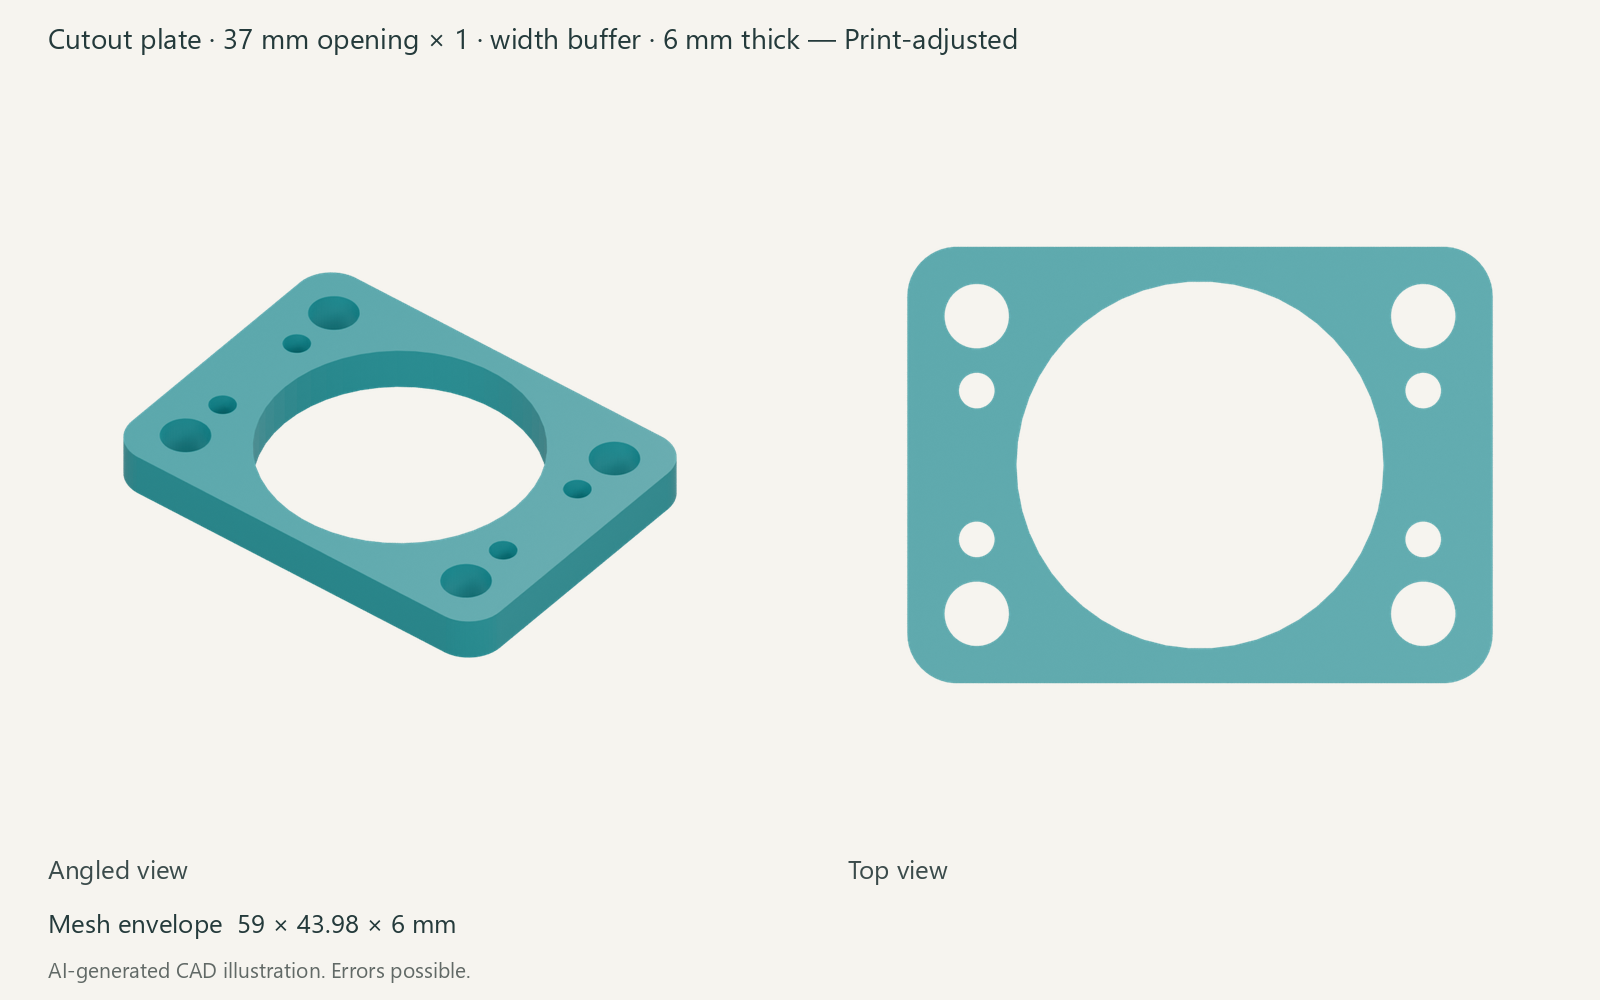 Cutout plate · 37 mm opening × 1 · width buffer · 6 mm thick — Print-adjusted
Angled view
Top view
Mesh envelope 59 × 43.98 × 6 mm
AI-generated CAD illustration. Errors possible.